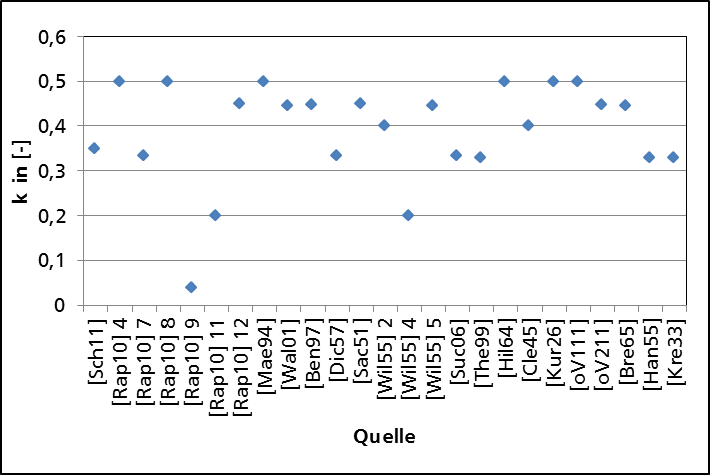 0,6
0,5
0,4
0,3
0,2
0,1
0
k in [-]
[Sch11]
[Rap10] 4
[Rap10] 7
[Rap10] 8
[Rap10] 9
[Rap10] 11
[Rap10] 12
[Mae94]
[Wal01]
[Ben97]
[Dic57]
[Sac51]
[Wil55] 2
[Wil55] 4
[Wil55] 5
[Suc06]
[The99]
[Hil64]
[Cle45]
[Kur26]
[oV111]
[oV211]
[Bre65]
[Han55]
[Kre33]
Quelle